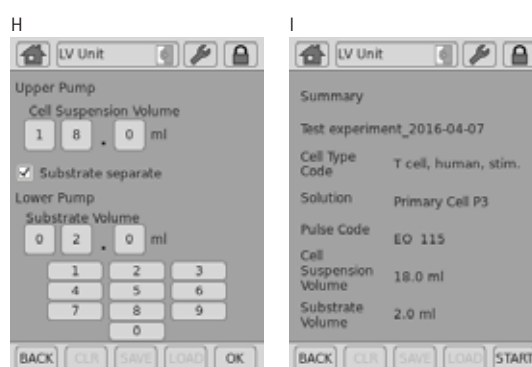 H
LV Unit
Upper Pump
Cell Suspension Volume
1 8 . 0 ml
Substrate separate
Lower Pump
Substrate Volume
0 2 . 0 ml
1 2 3
4 5 6
7 8 9
0
BACK CLR SAVE LOAD OK
I
LV Unit
Summary
Test experiment_2016-04-07
Cell Type Code T cell, human, stim.
Solution Primary Cell P3
Pulse Code EO 115
Cell Suspension Volume 18.0 ml
Substrate Volume 2.0 ml
BACK CLR SAVE LOAD START